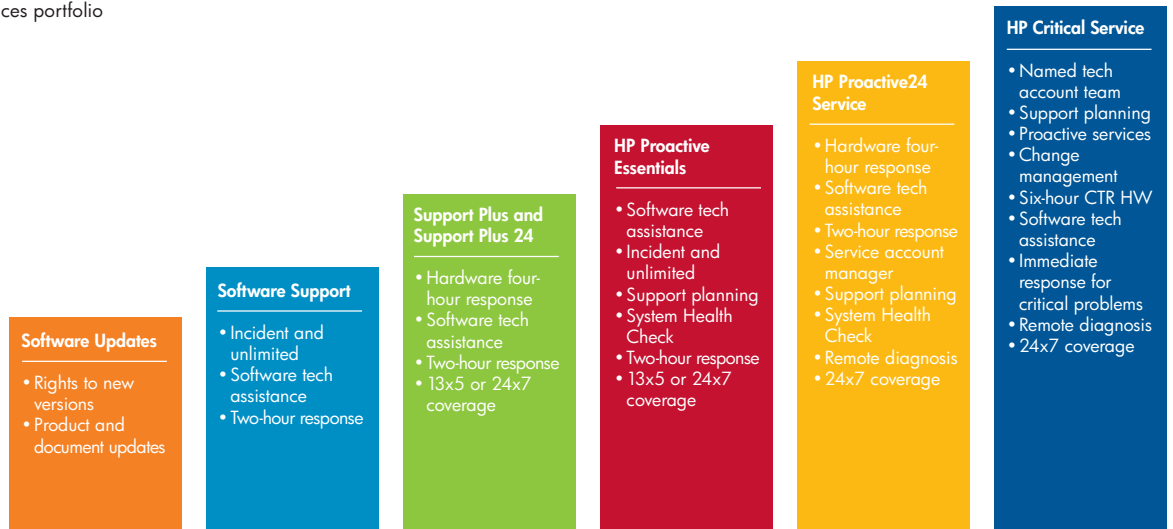 ces portfolio
Software Updates
• Rights to new
versions
• Product and
document updates
Software Support
• Incident and
unlimited
• Software tech
assistance
• Two-hour response
Support Plus and
Support Plus 24
• Hardware four-
hour response
• Software tech
assistance
• Two-hour response
• 13x5 or 24x7
coverage
HP Proactive
Essentials
• Software tech
assistance
• Incident and
unlimited
• Support planning
• System Health
Check
• Two-hour response
• 13x5 or 24x7
coverage
HP Proactive24
Service
• Hardware four-
hour response
• Software tech
assistance
• Two-hour response
• Service account
manager
• Support planning
• System Health
Check
• Remote diagnosis
• 24x7 coverage
HP Critical Service
• Named tech
account team
• Support planning
• Proactive services
• Change
management
• Six-hour CTR HW
• Software tech
assistance
• Immediate
response for
critical problems
• Remote diagnosis
• 24x7 coverage